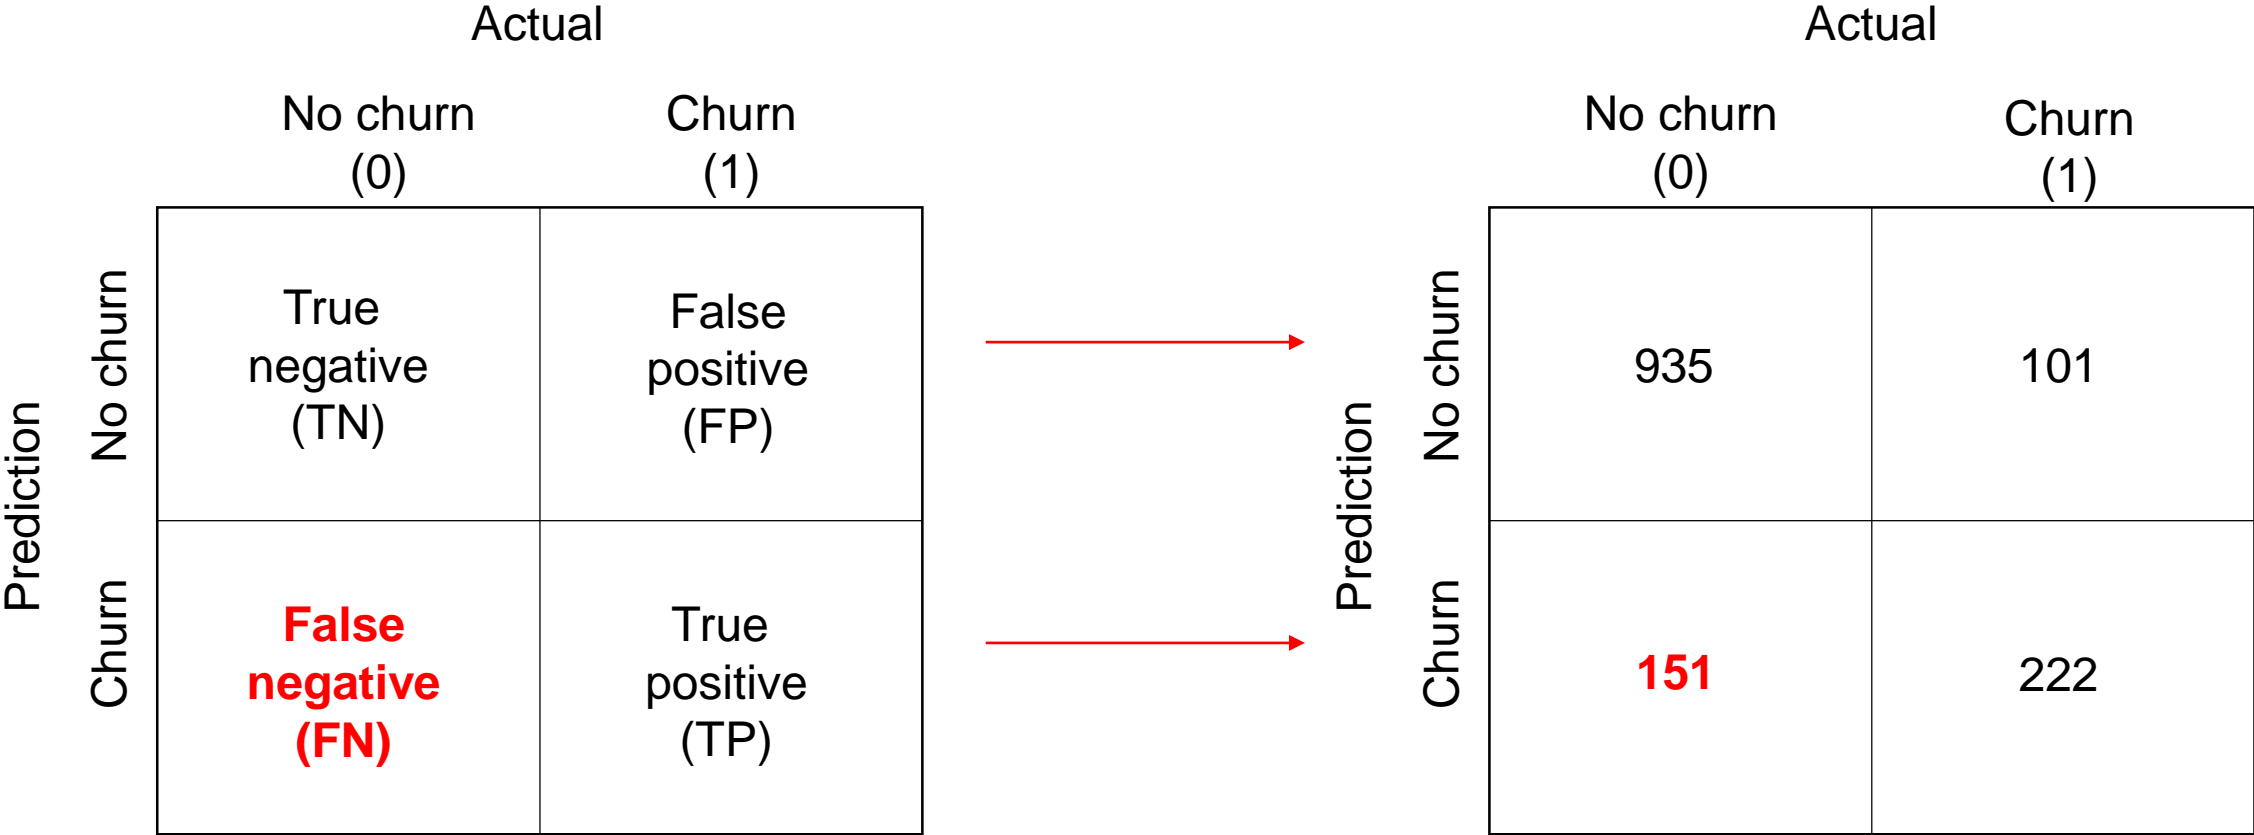 Actual
No churn
(0)
Churn
(1)
Prediction
No churn
True
negative
(TN)
False
positive
(FP)
Churn
False
negative
(FN)
True
positive
(TP)
Actual
No churn
(0)
Churn
(1)
Prediction
No churn
935
101
Churn
151
222